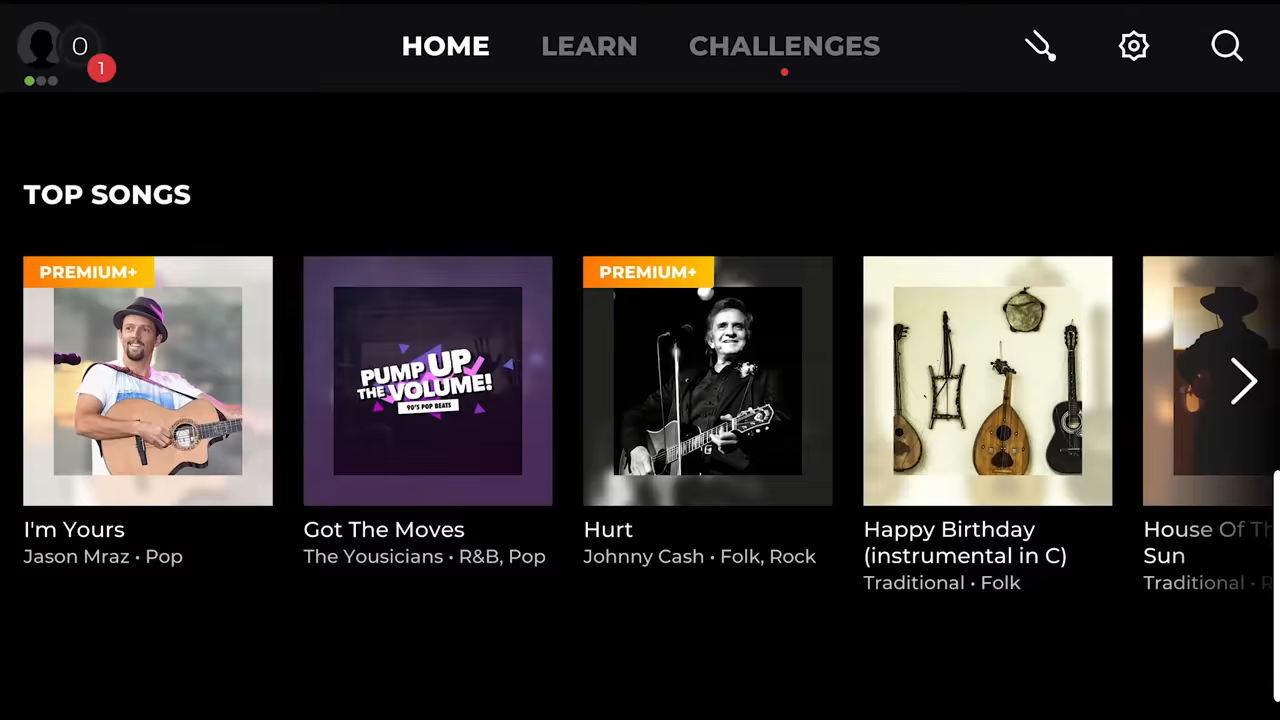 0
1
HOME LEARN CHALLENGES
TOP SONGS
PREMIUM+
PREMIUM+
PUMP UP
THE VOLUME!
90'S POP BEATS
I'm Yours
Jason Mraz • Pop
Got The Moves
The Yousicians • R&B, Pop
Hurt
Johnny Cash • Folk, Rock
Happy Birthday
(instrumental in C)
Traditional • Folk
House Of Th
Sun
Traditional • R